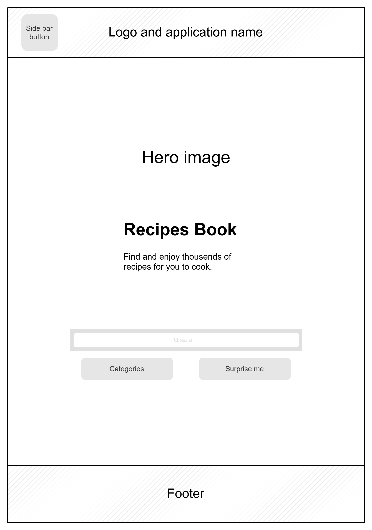 Side bar
button
Logo and application name
Hero image
Recipes Book
Find and enjoy thousands of
recipes for you to cook.
Categories
Surprise me
Footer